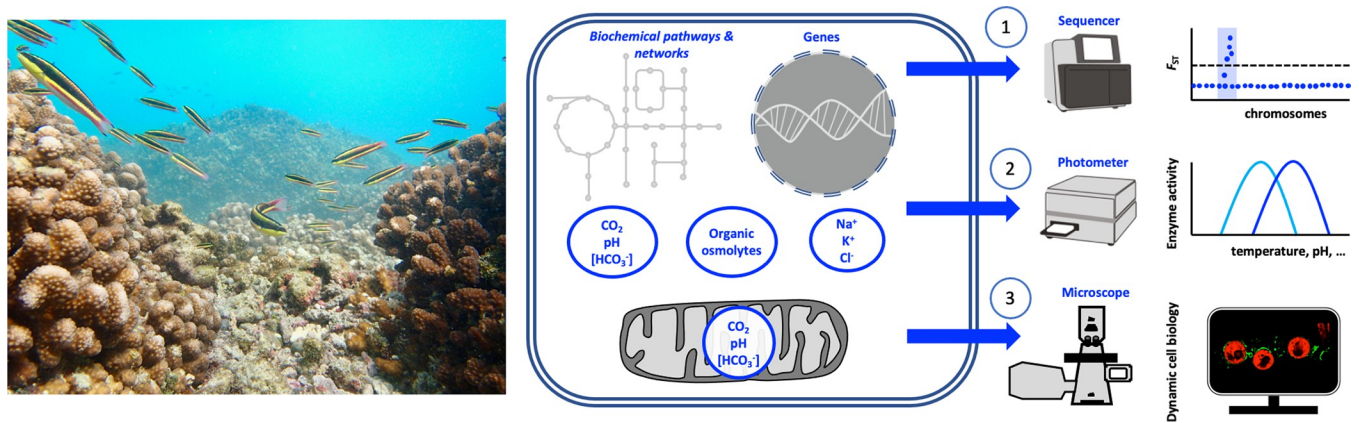 Biochemical pathways &
networks
Genes
CO₂
pH
[HCO₃⁻]
Organic
osmolytes
Na⁺
K⁺
Cl⁻
CO₂
pH
[HCO₃⁻]
1
Sequencer
F_ST
chromosomes
2
Photometer
Enzyme activity
temperature, pH, ...
3
Microscope
Dynamic cell biology